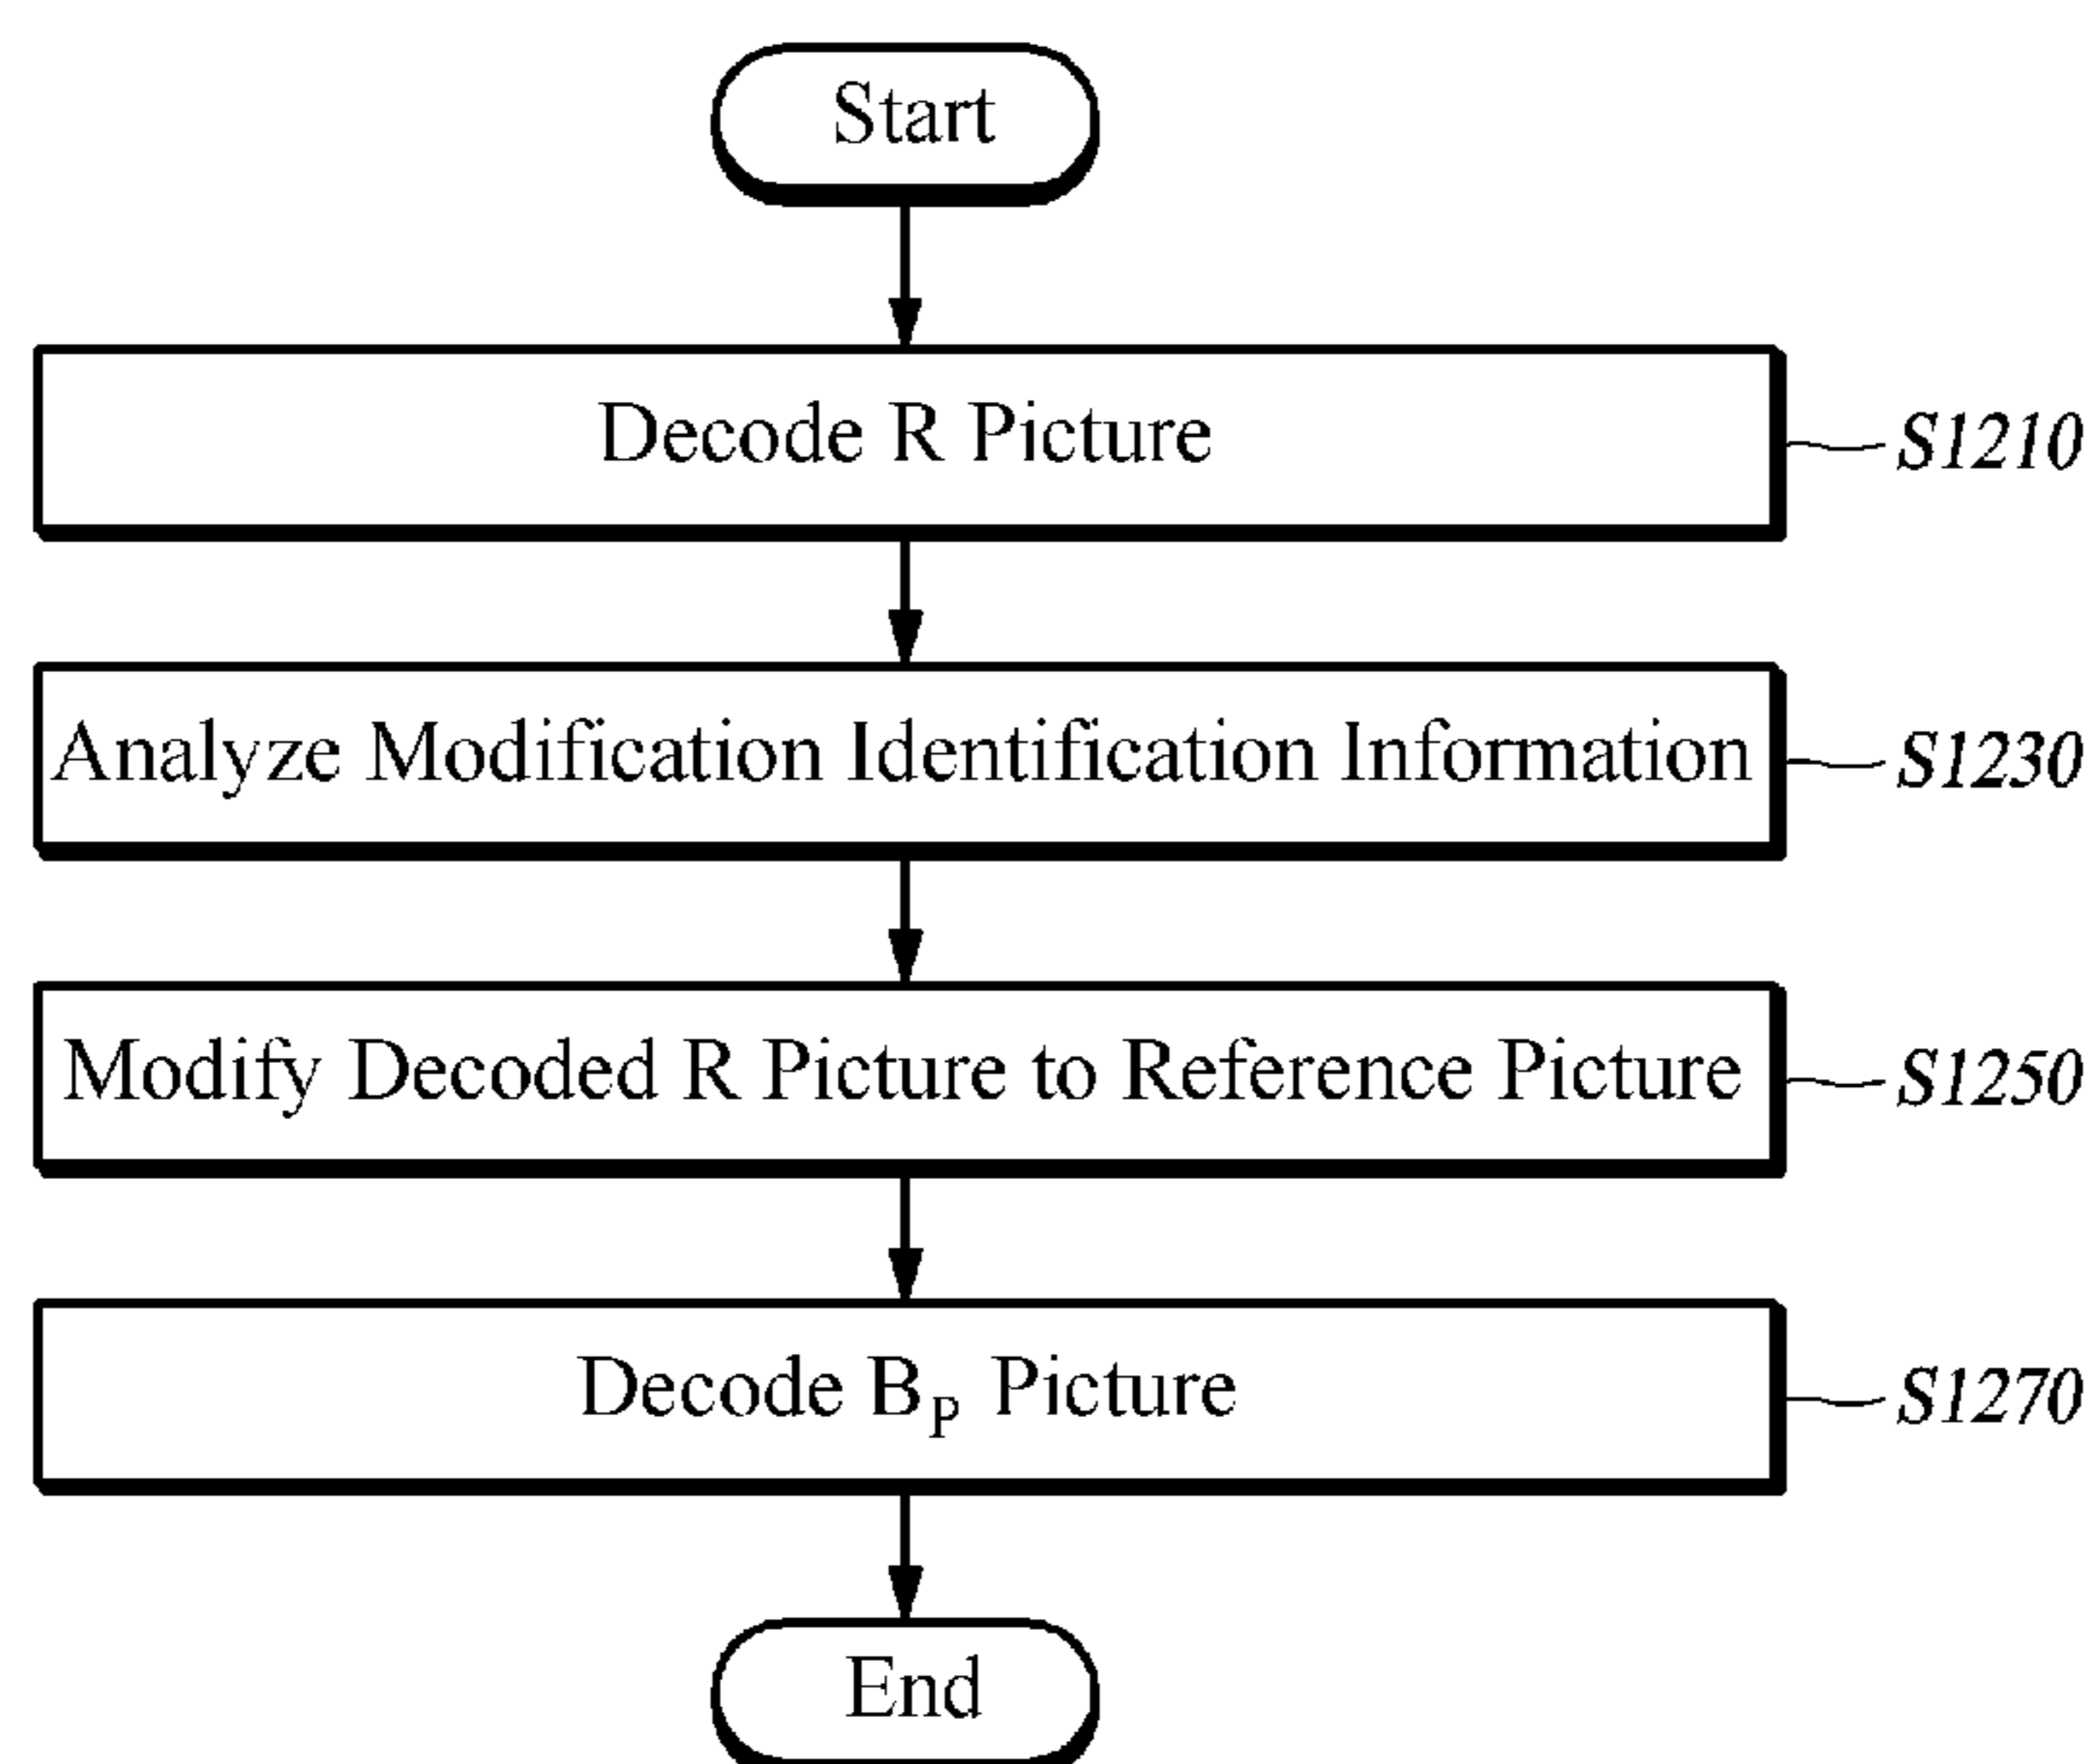 Start
Decode R Picture
S1210
Analyze Modification Identification Information
S1230
Modify Decoded R Picture to Reference Picture
S1250
Decode BP Picture
S1270
End